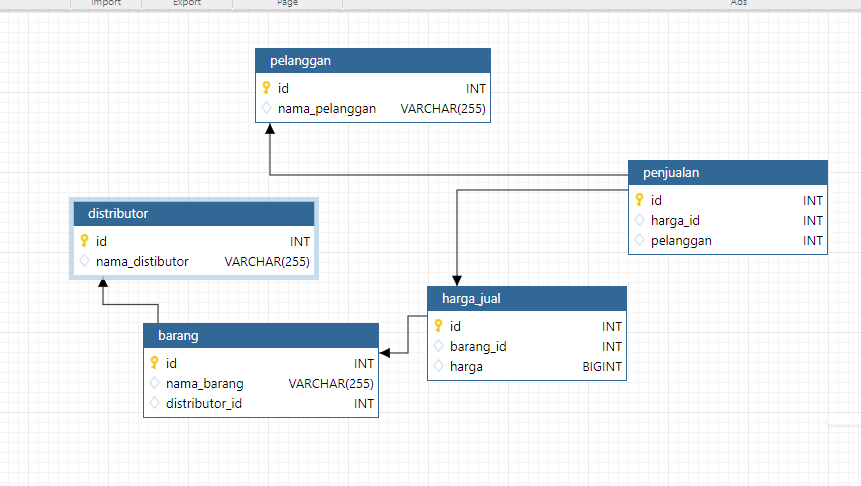 Import Export Page Ads
pelanggan
id INT
nama_pelanggan VARCHAR(255)
penjualan
id INT
harga_id INT
pelanggan INT
distributor
id INT
nama_distibutor VARCHAR(255)
harga_jual
id INT
barang_id INT
harga BIGINT
barang
id INT
nama_barang VARCHAR(255)
distributor_id INT